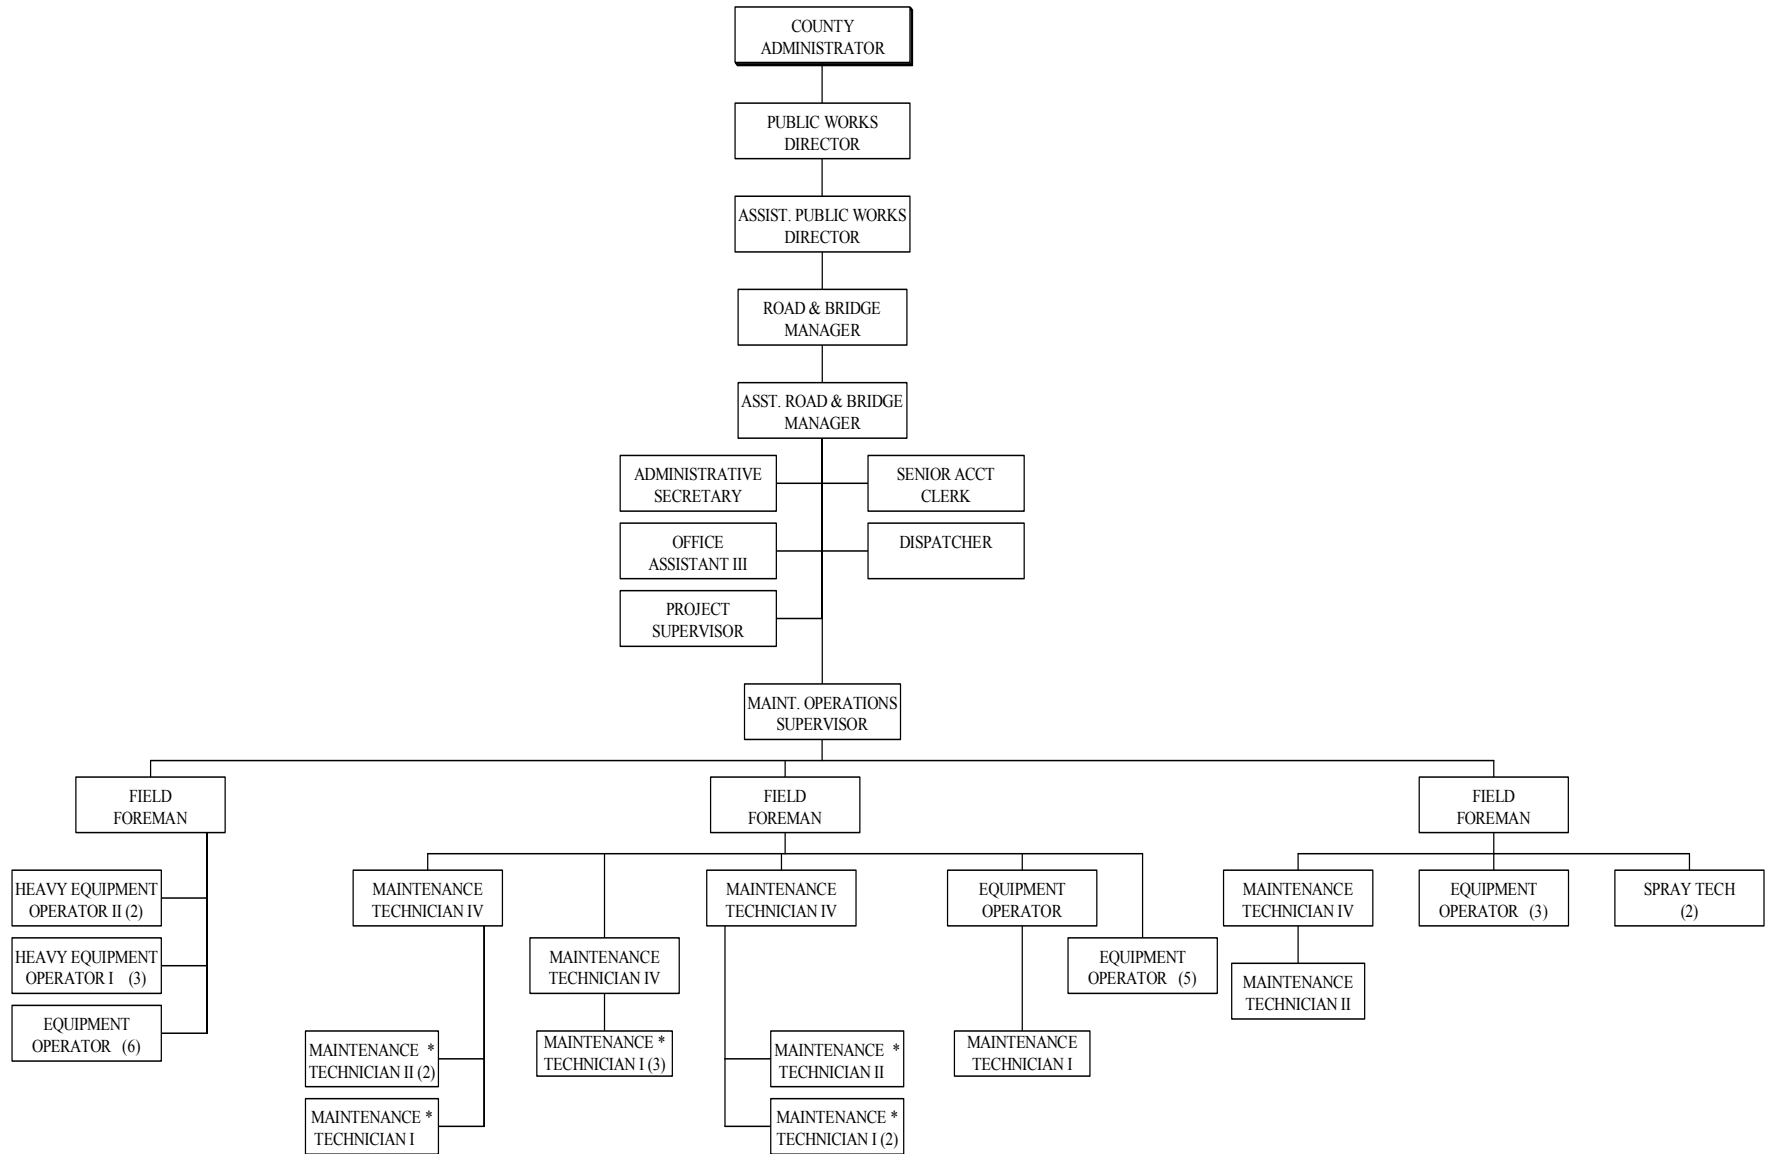 COUNTY
ADMINISTRATOR
PUBLIC WORKS
DIRECTOR
ASSIST. PUBLIC WORKS
DIRECTOR
ROAD & BRIDGE
MANAGER
ASST. ROAD & BRIDGE
MANAGER
ADMINISTRATIVE
SECRETARY
SENIOR ACCT
CLERK
OFFICE
ASSISTANT III
DISPATCHER
PROJECT
SUPERVISOR
MAINT. OPERATIONS
SUPERVISOR
FIELD
FOREMAN
HEAVY EQUIPMENT
OPERATOR II (2)
HEAVY EQUIPMENT
OPERATOR I (3)
EQUIPMENT
OPERATOR (6)
FIELD
FOREMAN
MAINTENANCE
TECHNICIAN IV
MAINTENANCE *
TECHNICIAN II (2)
MAINTENANCE *
TECHNICIAN I
MAINTENANCE
TECHNICIAN IV
MAINTENANCE *
TECHNICIAN I (3)
MAINTENANCE
TECHNICIAN IV
MAINTENANCE *
TECHNICIAN II
MAINTENANCE *
TECHNICIAN I (2)
EQUIPMENT
OPERATOR
MAINTENANCE
TECHNICIAN I
EQUIPMENT
OPERATOR (5)
FIELD
FOREMAN
MAINTENANCE
TECHNICIAN IV
MAINTENANCE
TECHNICIAN II
EQUIPMENT
OPERATOR (3)
SPRAY TECH
(2)